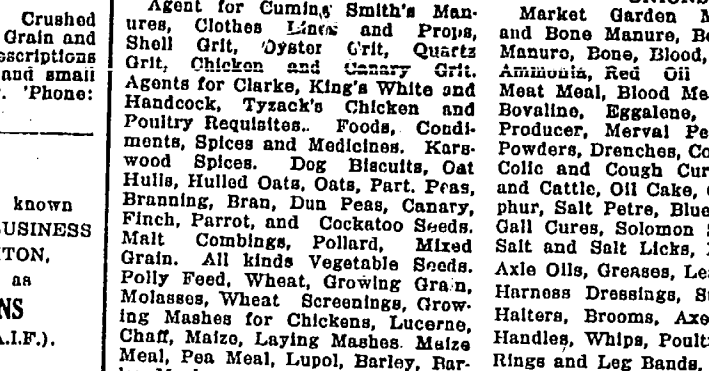 Crushed
Grain and
escriptions
and small
'Phone:
known
BUSINESS
TON,
as
NS
A.I.F.).
Agent for Cuming Smith's Man-
ures, Clothes Lines and Props,
Shell Grit, Oyster Grit, Quartz
Grit, Chicken and Canary Grit.
Agents for Clarke, King's White and
Handcock, Tyzack's Chicken and
Poultry Requisites.. Foods, Condi-
ments, Spices and Medicines. Kars-
wood Spices. Dog Biscuits, Oat
Hulls, Hulled Oats, Oats, Part. Peas,
Branning, Bran, Dun Peas, Canary,
Finch, Parrot, and Cockatoo Seeds.
Malt Combings, Pollard, Mixed
Grain. All kinds Vegetable Seeds.
Polly Feed, Wheat, Growing Grain,
Molasses, Wheat Screenings, Grow-
ing Mashes for Chickens, Lucerne,
Chaff, Maize, Laying Mashes. Maize
Meal, Pea Meal, Lupol, Barley, Bar-
Market Garden M
and Bone Manure, B
Manure, Bone, Blood,
Ammonia, Red Oil
Meat Meal, Blood Me
Bovaline, Eggalene,
Producer, Merval Pe
Powders, Drenches, Co
Colic and Cough Cur
and Cattle, Oil Cake,
phur, Salt Petre, Blue
Gall Cures, Solomon
Salt and Salt Licks,
Axle Oils, Greases, Le
Harness Dressings, S
Halters, Brooms, Axe
Handles, Whips, Poult
Rings and Leg Bands.